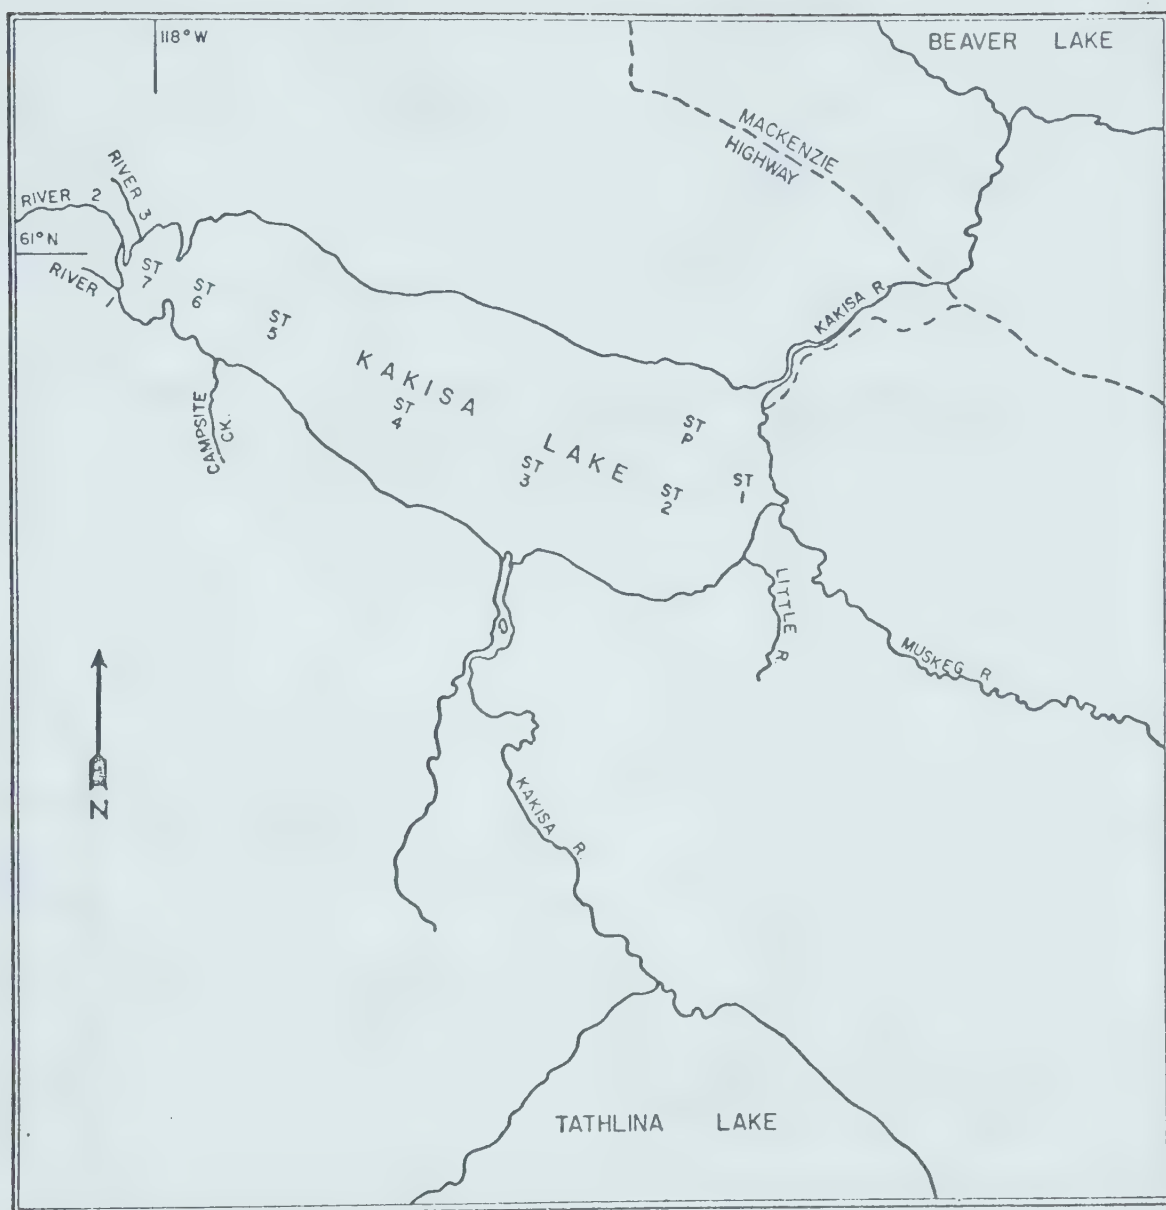 118° W
BEAVER LAKE
MACKENZIE
HIGHWAY
RIVER 3
RIVER 2
61° N
RIVER 1
ST
7
ST
6
ST
5
KAKISA R.
KAKISA
LAKE
ST
4
ST
P
ST
3
ST
2
ST
1
CAMPSITE
CK.
LITTLE R.
MUSKEG R.
N
KAKISA R.
TATHLINA LAKE